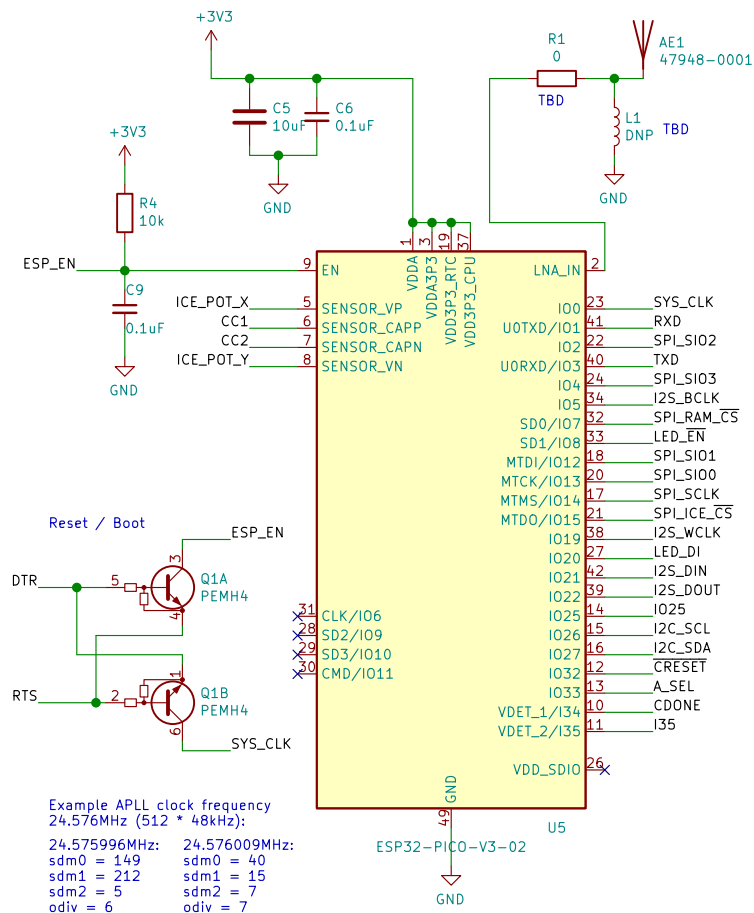 +3V3
C5
10uF
C6
0.1uF
R1
0
TBD
AE1
47948-0001
L1
DNP
TBD
GND
GND
+3V3
R4
10k
ESP_EN
C9
0.1uF
GND
1
3
19
37
VDDA
VDDA3P3
VDD3P3_RTC
VDD3P3_CPU
9
EN
LNA_IN
2
ICE_POT_X
5
SENSOR_VP
CC1
6
SENSOR_CAPP
CC2
7
SENSOR_CAPN
ICE_POT_Y
8
SENSOR_VN
IO0
23
SYS_CLK
U0TXD/IO1
41
RXD
IO2
22
SPI_SIO2
U0RXD/IO3
40
TXD
IO4
24
SPI_SIO3
IO5
34
I2S_BCLK
SD0/IO7
32
SPI_RAM_CS
SD1/IO8
33
LED_EN
MTDI/IO12
18
SPI_SIO1
MTCK/IO13
20
SPI_SIO0
MTMS/IO14
17
SPI_SCLK
MTDO/IO15
21
SPI_ICE_CS
IO19
38
I2S_WCLK
IO20
27
LED_DI
IO21
42
I2S_DIN
IO22
39
I2S_DOUT
IO25
14
IO25
IO26
15
I2C_SCL
IO27
16
I2C_SDA
IO32
12
CRESET
IO33
13
A_SEL
VDET_1/I34
10
CDONE
VDET_2/I35
11
I35
VDD_SDIO
26
31
CLK/IO6
28
SD2/IO9
29
SD3/IO10
30
CMD/IO11
GND
49
U5
ESP32-PICO-V3-02
GND
Reset / Boot
ESP_EN
3
DTR
5
Q1A
PEMH4
4
1
RTS
2
Q1B
PEMH4
6
SYS_CLK
Example APLL clock frequency
24.576MHz (512 * 48kHz):
24.575996MHz:
sdm0 = 149
sdm1 = 212
sdm2 = 5
odiv = 6
24.576009MHz:
sdm0 = 40
sdm1 = 15
sdm2 = 7
odiv = 7